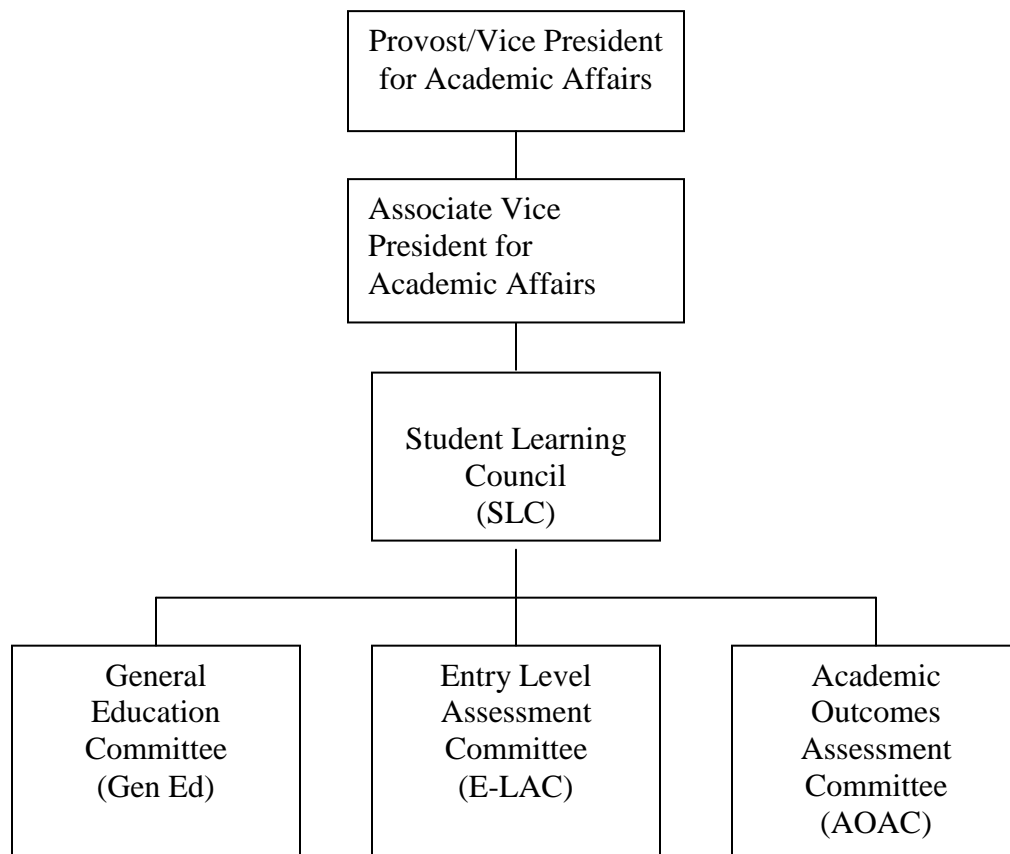 Provost/Vice President
for Academic Affairs
Associate Vice
President for
Academic Affairs
Student Learning
Council
(SLC)
General
Education
Committee
(Gen Ed)
Entry Level
Assessment
Committee
(E-LAC)
Academic
Outcomes
Assessment
Committee
(AOAC)